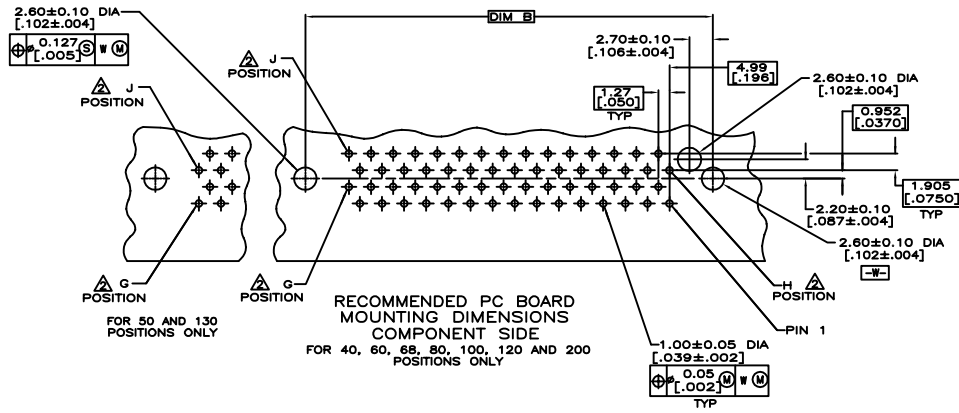 2.60±0.10 DIA
[.102±.004]
⌖ ⌀ 0.127 [.005] Ⓢ W Ⓜ
DIM B
2.70±0.10
[.106±.004]
4.99
[.196]
2.60±0.10 DIA
[.102±.004]
1.27
[.050]
TYP
0.952
[.0370]
2 J
POSITION
2 J
POSITION
1.905
[.0750]
TYP
2.20±0.10
[.087±.004]
2.60±0.10 DIA
[.102±.004]
-W-
2 G
POSITION
2 G
POSITION
H 2
POSITION
PIN 1
FOR 50 AND 130
POSITIONS ONLY
RECOMMENDED PC BOARD
MOUNTING DIMENSIONS
COMPONENT SIDE
FOR 40, 60, 68, 80, 100, 120 AND 200
POSITIONS ONLY
1.00±0.05 DIA
[.039±.002]
⌖ ⌀ 0.05 [.002] Ⓜ W Ⓜ
TYP